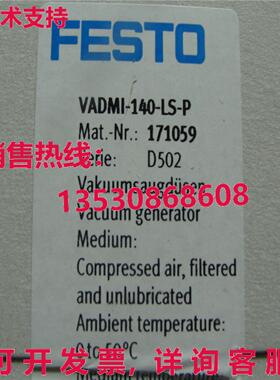 术支持
FESTO
VADMI-140-LS-P
Mat.-Nr.: 171059
Serie: D502
销售热线:
13530868608
Vakuumsaugdüsen
Vacuum generator
Medium:
Compressed air, filtered
and unlubricated
Ambient temperature:
0 to 50°C
可开发票,详询客服